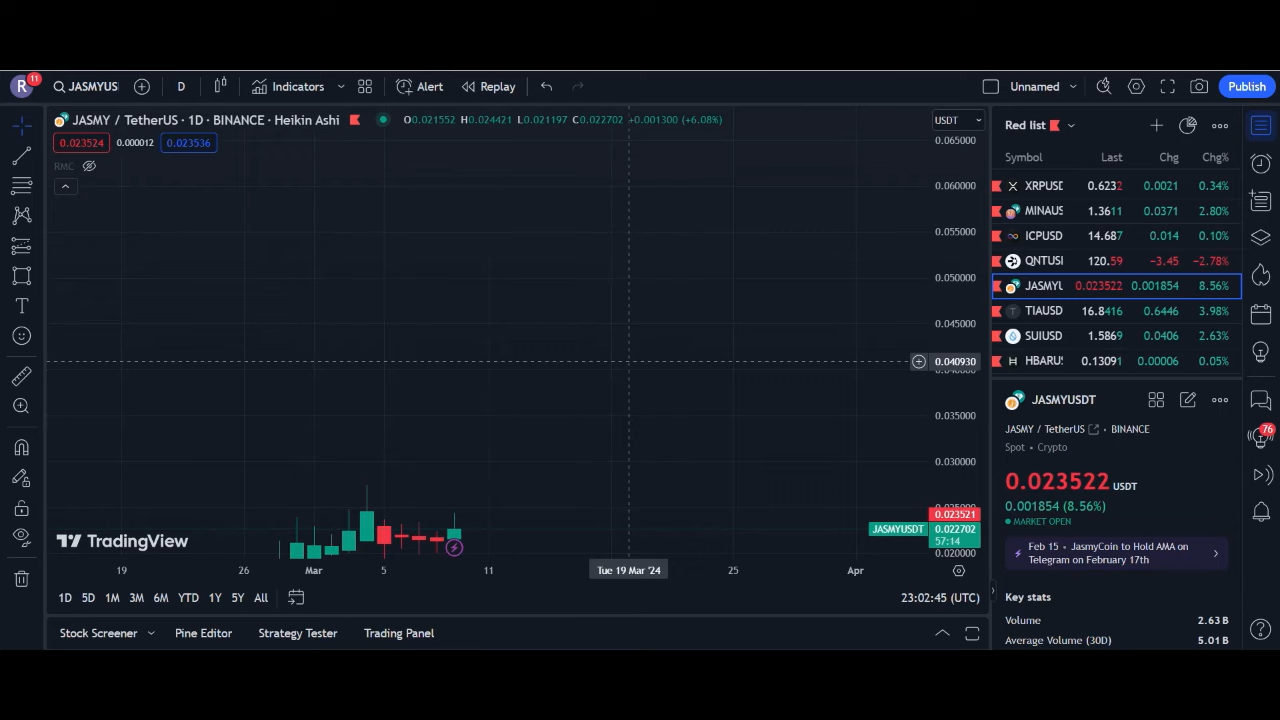 R 11 JASMYUS D Indicators Alert Replay Unnamed Publish
JASMY / TetherUS · 1D · BINANCE · Heikin Ashi O0.021552 H0.024421 L0.021197 C0.022702 +0.001300 (+6.08%) USDT
0.023524 0.000012 0.023536
RMC
0.065000
0.060000
0.055000
0.050000
0.045000
0.040930
0.035000
0.030000
0.023521
JASMYUSDT 0.022702
57:14
0.020000
TradingView
19 26 Mar 5 11 Tue 19 Mar '24 25 Apr
1D 5D 1M 3M 6M YTD 1Y 5Y All 23:02:45 (UTC)
Stock Screener Pine Editor Strategy Tester Trading Panel
Red list
Symbol Last Chg Chg%
XRPUSD 0.6232 0.0021 0.34%
MINAUS 1.3611 0.0371 2.80%
ICPUSD 14.687 0.014 0.10%
QNTUSI 120.59 −3.45 −2.78%
JASMYL 0.023522 0.001854 8.56%
TIAUSD 16.8416 0.6446 3.98%
SUIUSD 1.5869 0.0406 2.63%
HBARUS 0.13091 0.00006 0.05%
JASMYUSDT
JASMY / TetherUS · BINANCE
Spot · Crypto
0.023522 USDT
0.001854 (8.56%)
MARKET OPEN
Feb 15 · JasmyCoin to Hold AMA on
Telegram on February 17th
Key stats
Volume 2.63B
Average Volume (30D) 5.01B
76